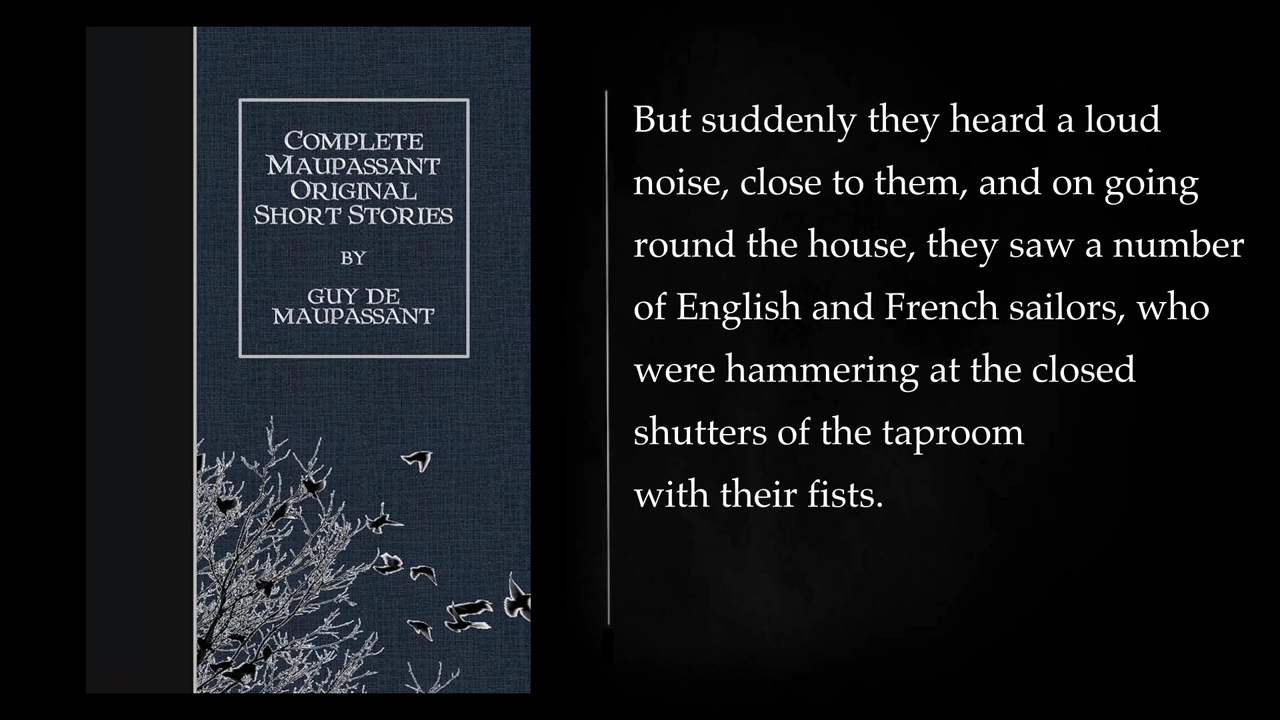 COMPLETE
MAUPASSANT
ORIGINAL
SHORT STORIES
BY
GUY DE
MAUPASSANT
But suddenly they heard a loud
noise, close to them, and on going
round the house, they saw a number
of English and French sailors, who
were hammering at the closed
shutters of the taproom
with their fists.